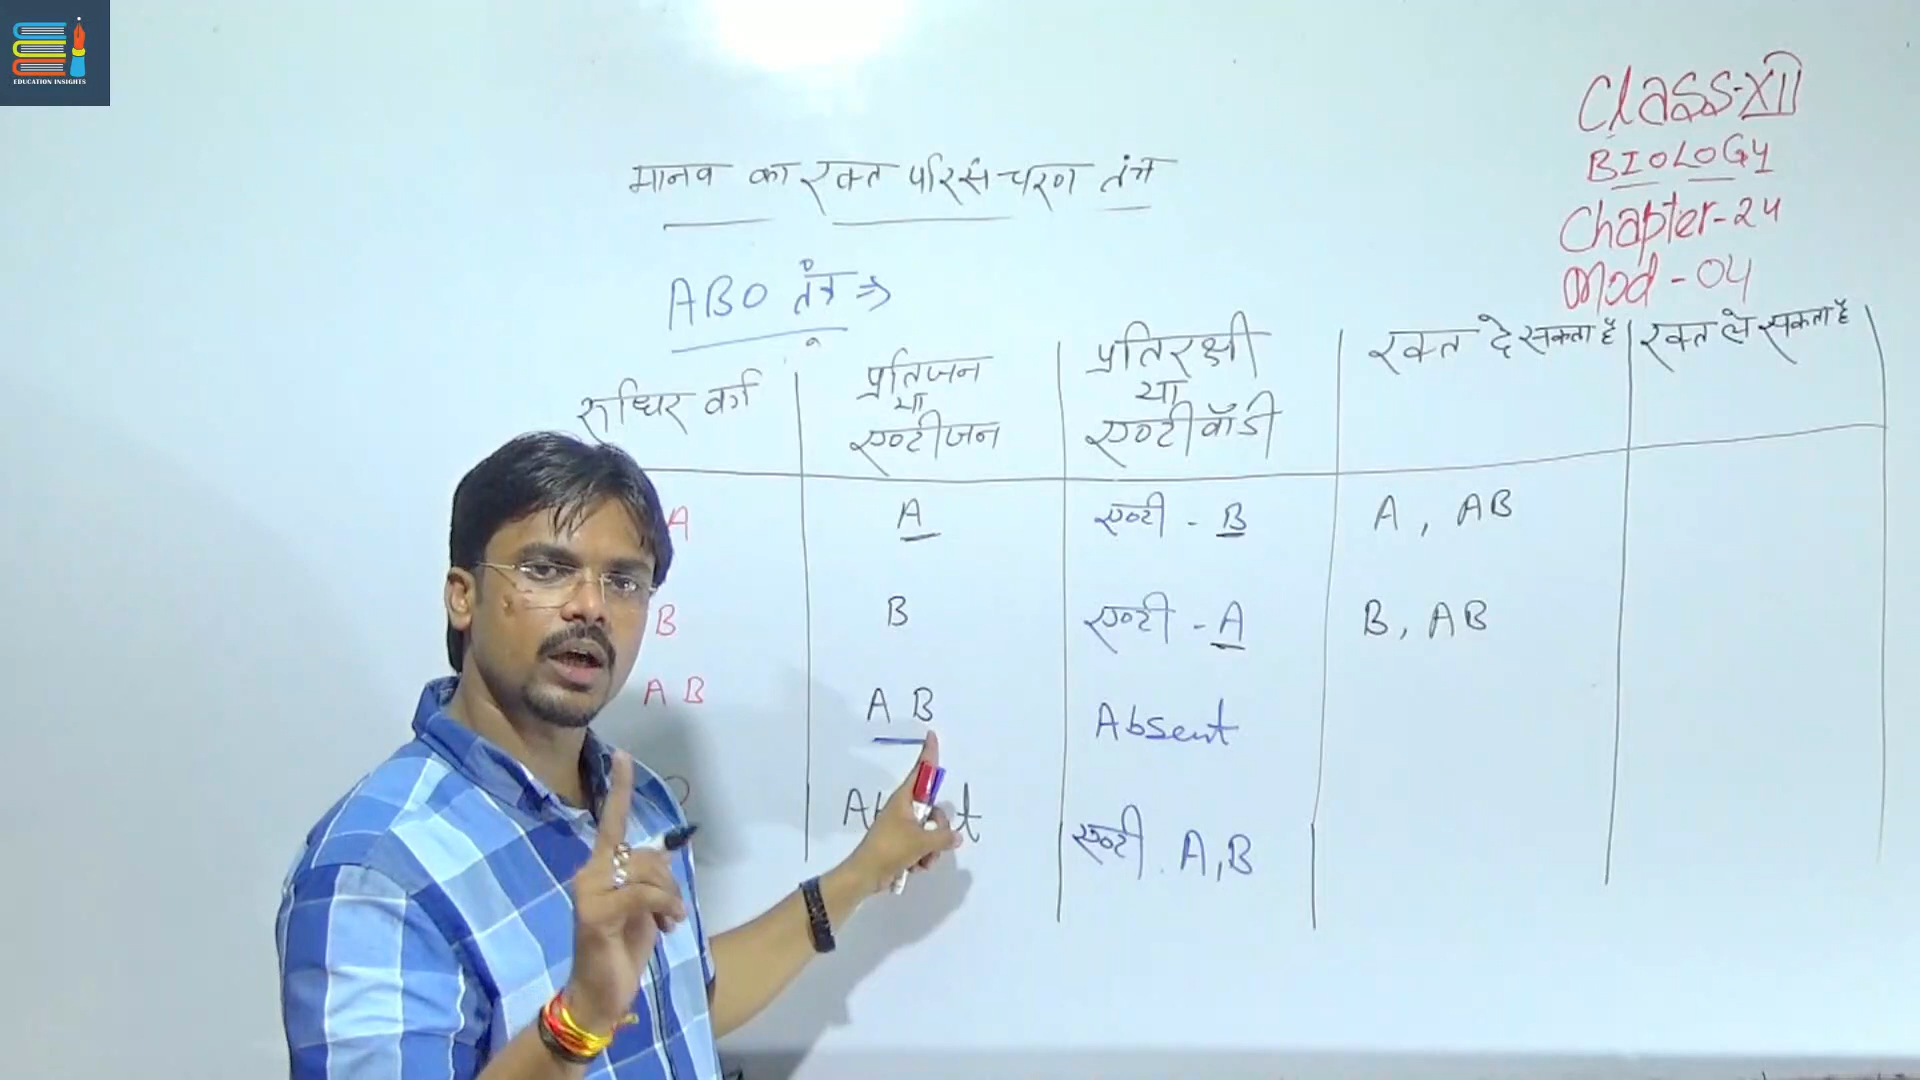 EDUCATION INSIGHTS
Class-XII
BIOLOGY
Chapter-24
Mod-04
मानव का रक्त परिसंचरण तंत्र
ABO तंत्र ⇒
रुधिर वर्ग
प्रतिजन
या
एण्टीजन
प्रतिरक्षी
या
एण्टीबॉडी
रक्त दे सकता है
रक्त ले सकता है
A A एण्टी - B A, AB
B B एण्टी - A B, AB
AB AB Absent
एण्टी. A,B